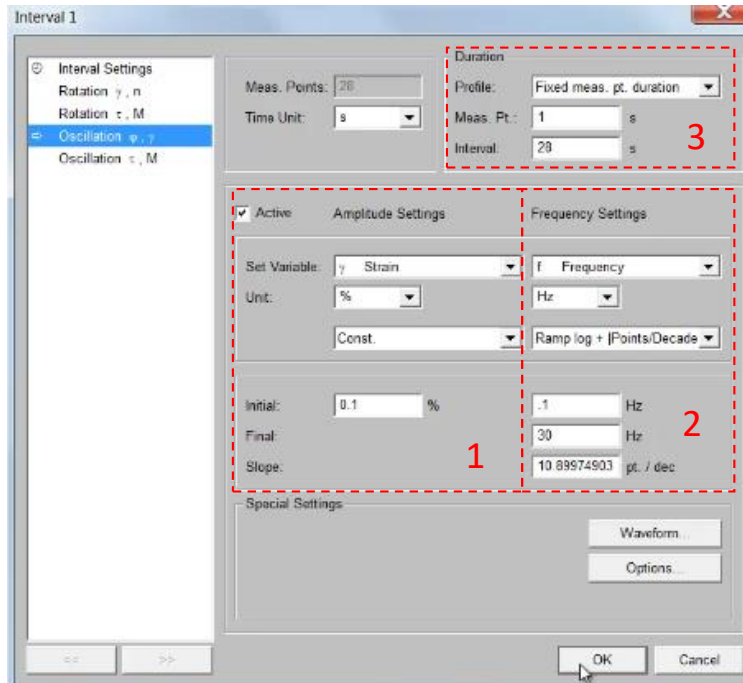 Interval 1
X
Interval Settings
Rotation γ , n
Rotation τ , M
Oscillation φ , γ
Oscillation τ , M
<< >>
Meas. Points: 28
Time Unit: s
Duration
Profile: Fixed meas. pt. duration
Meas. Pt.: 1 s
Interval: 28 s
3
Active Amplitude Settings Frequency Settings
Set Variable: γ Strain f Frequency
Unit: % Hz
Const. Ramp log + |Points/Decade
Initial: 0.1 % .1 Hz
Final: 30 Hz
Slope: 10.89974903 pt. / dec
1 2
Special Settings
Waveform...
Options...
OK Cancel